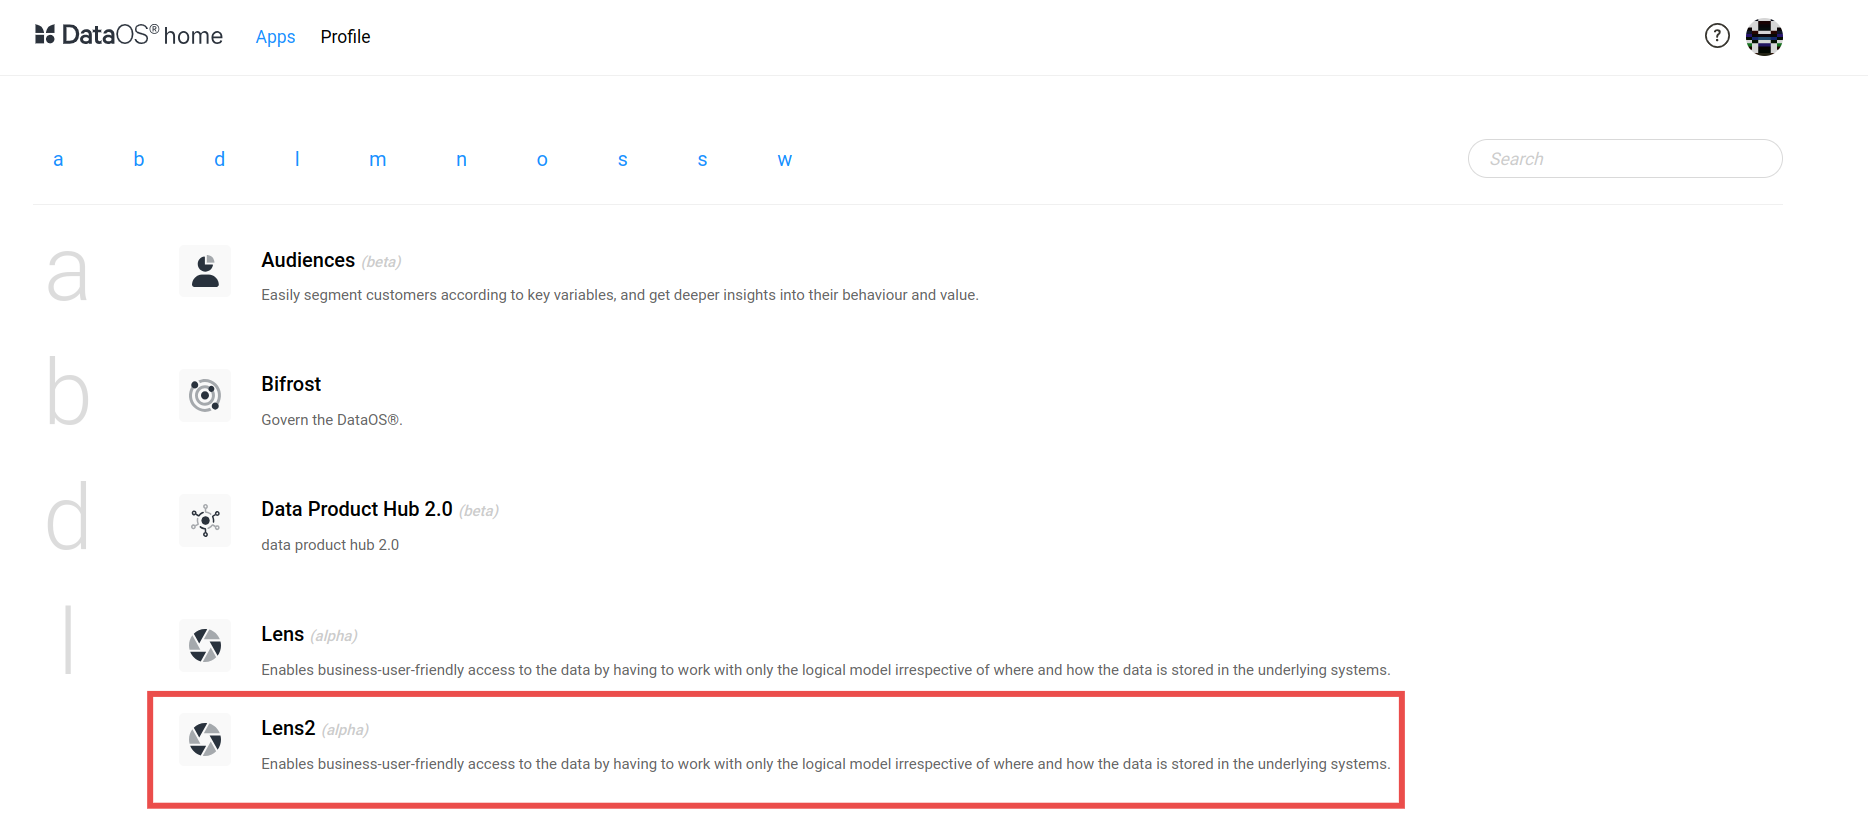 DataOS® home Apps Profile ?
a b d l m n o s s w Search
a
Audiences (beta)
Easily segment customers according to key variables, and get deeper insights into their behaviour and value.
b
Bifrost
Govern the DataOS®.
d
Data Product Hub 2.0 (beta)
data product hub 2.0
l
Lens (alpha)
Enables business-user-friendly access to the data by having to work with only the logical model irrespective of where and how the data is stored in the underlying systems.
Lens2 (alpha)
Enables business-user-friendly access to the data by having to work with only the logical model irrespective of where and how the data is stored in the underlying systems.